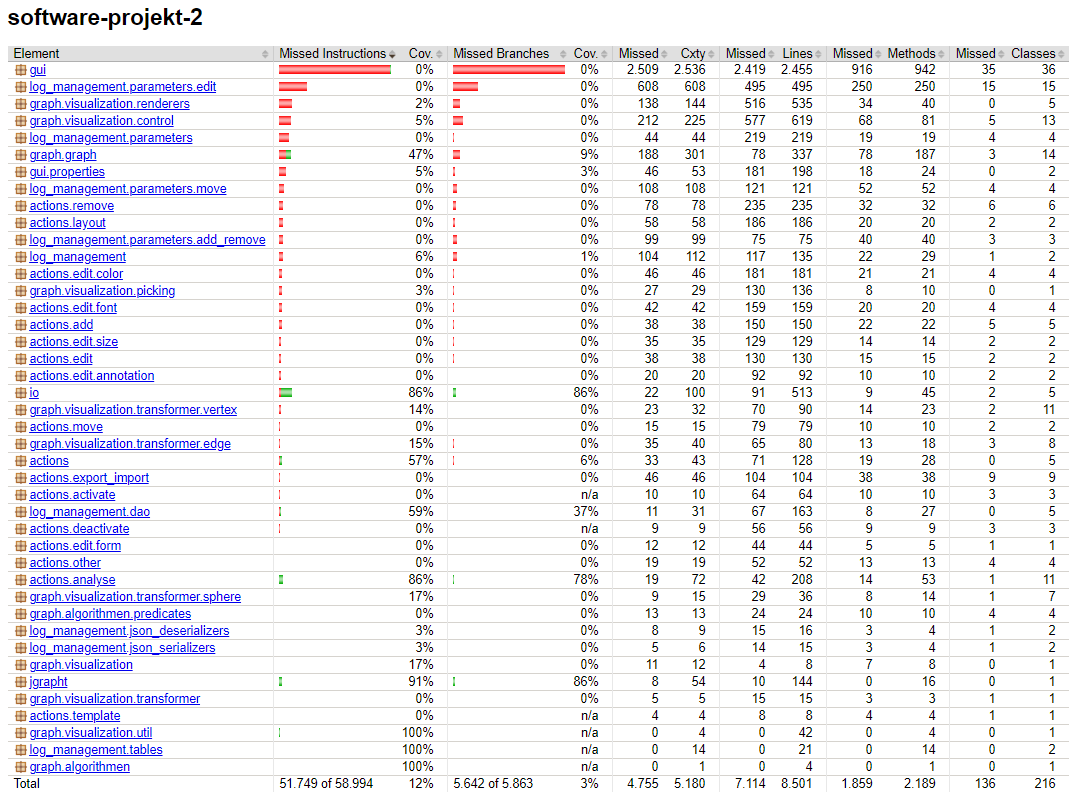 software-projekt-2
Element Missed Instructions Cov. Missed Branches Cov. Missed Cxty Missed Lines Missed Methods Missed Classes
gui 0% 0% 2.509 2.536 2.419 2.455 916 942 35 36
log_management.parameters.edit 0% 0% 608 608 495 495 250 250 15 15
graph.visualization.renderers 2% 0% 138 144 516 535 34 40 0 5
graph.visualization.control 5% 0% 212 225 577 619 68 81 5 13
log_management.parameters 0% 0% 44 44 219 219 19 19 4 4
graph.graph 47% 9% 188 301 78 337 78 187 3 14
gui.properties 5% 3% 46 53 181 198 18 24 0 2
log_management.parameters.move 0% 0% 108 108 121 121 52 52 4 4
actions.remove 0% 0% 78 78 235 235 32 32 6 6
actions.layout 0% 0% 58 58 186 186 20 20 2 2
log_management.parameters.add_remove 0% 0% 99 99 75 75 40 40 3 3
log_management 6% 1% 104 112 117 135 22 29 1 2
actions.edit.color 0% 0% 46 46 181 181 21 21 4 4
graph.visualization.picking 3% 0% 27 29 130 136 8 10 0 1
actions.edit.font 0% 0% 42 42 159 159 20 20 4 4
actions.add 0% 0% 38 38 150 150 22 22 5 5
actions.edit.size 0% 0% 35 35 129 129 14 14 2 2
actions.edit 0% 0% 38 38 130 130 15 15 2 2
actions.edit.annotation 0% 0% 20 20 92 92 10 10 2 2
io 86% 86% 22 100 91 513 9 45 2 5
graph.visualization.transformer.vertex 14% 0% 23 32 70 90 14 23 2 11
actions.move 0% 0% 15 15 79 79 10 10 2 2
graph.visualization.transformer.edge 15% 0% 35 40 65 80 13 18 3 8
actions 57% 6% 33 43 71 128 19 28 0 5
actions.export_import 0% 0% 46 46 104 104 38 38 9 9
actions.activate 0% n/a 10 10 64 64 10 10 3 3
log_management.dao 59% 37% 11 31 67 163 8 27 0 5
actions.deactivate 0% n/a 9 9 56 56 9 9 3 3
actions.edit.form 0% 0% 12 12 44 44 5 5 1 1
actions.other 0% 0% 19 19 52 52 13 13 4 4
actions.analyse 86% 78% 19 72 42 208 14 53 1 11
graph.visualization.transformer.sphere 17% 0% 9 15 29 36 8 14 1 7
graph.algorithmen.predicates 0% 0% 13 13 24 24 10 10 4 4
log_management.json_deserializers 3% 0% 8 9 15 16 3 4 1 2
log_management.json_serializers 3% 0% 5 6 14 15 3 4 1 2
graph.visualization 17% 0% 11 12 4 8 7 8 0 1
jgrapht 91% 86% 8 54 10 144 0 16 0 1
graph.visualization.transformer 0% 0% 5 5 15 15 3 3 1 1
actions.template 0% n/a 4 4 8 8 4 4 1 1
graph.visualization.util 100% n/a 0 4 0 42 0 4 0 1
log_management.tables 100% n/a 0 14 0 21 0 14 0 2
graph.algorithmen 100% n/a 0 1 0 4 0 1 0 1
Total 51.749 of 58.994 12% 5.642 of 5.863 3% 4.755 5.180 7.114 8.501 1.859 2.189 136 216